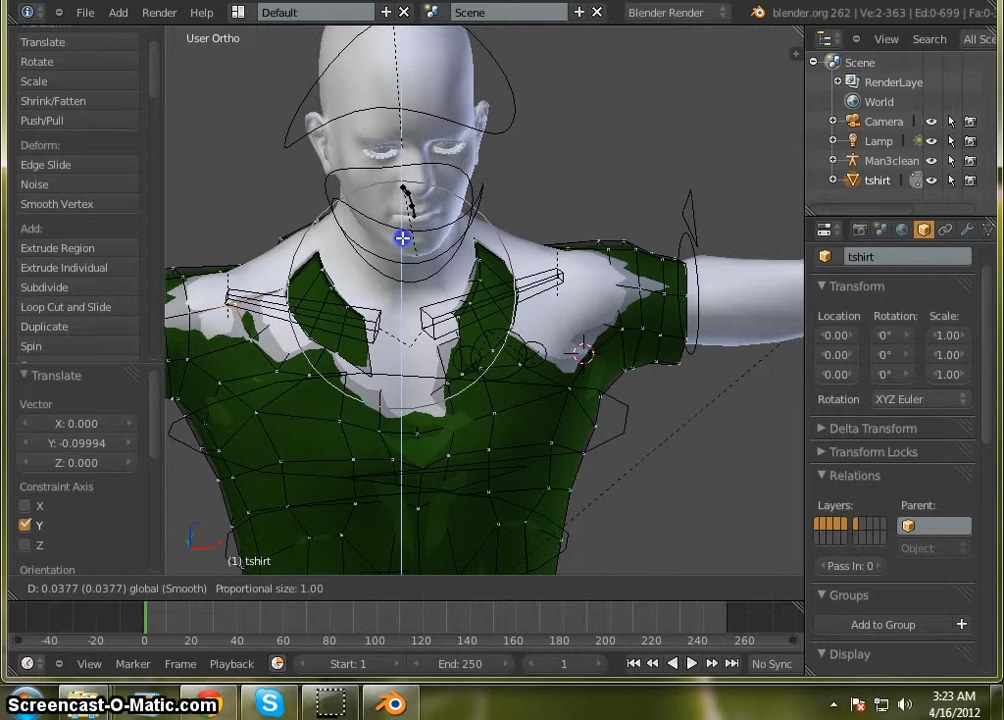 File Add Render Help Default Scene Blender Render blender.org 262 | Ve:2-363 | Ed:0-699 | Fa:0-
User Ortho
Translate
Rotate
Scale
Shrink/Fatten
Push/Pull
Deform:
Edge Slide
Noise
Smooth Vertex
Add:
Extrude Region
Extrude Individual
Subdivide
Loop Cut and Slide
Duplicate
Spin
Translate
Vector
X: 0.000
Y: -0.09994
Z: 0.000
Constraint Axis
X
Y
Z
Orientation
(1) tshirt
D: 0.0377 (0.0377) global (Smooth) Proportional size: 1.00
View Search All Sce
Scene
RenderLaye
World
Camera
Lamp
Man3clean
tshirt
tshirt
Transform
Location Rotation: Scale:
0.00 0° 1.00
0.00 0° 1.00
0.00 0° 1.00
Rotation XYZ Euler
Delta Transform
Transform Locks
Relations
Layers: Parent:
Object
Pass In: 0
Groups
Add to Group
Display
-40 -20 0 20 40 60 80 100 120 140 160 180 200 220 240 260
View Marker Frame Playback Start: 1 End: 250 1 No Sync
Screencast-O-Matic.com
3:23 AM
4/16/2012